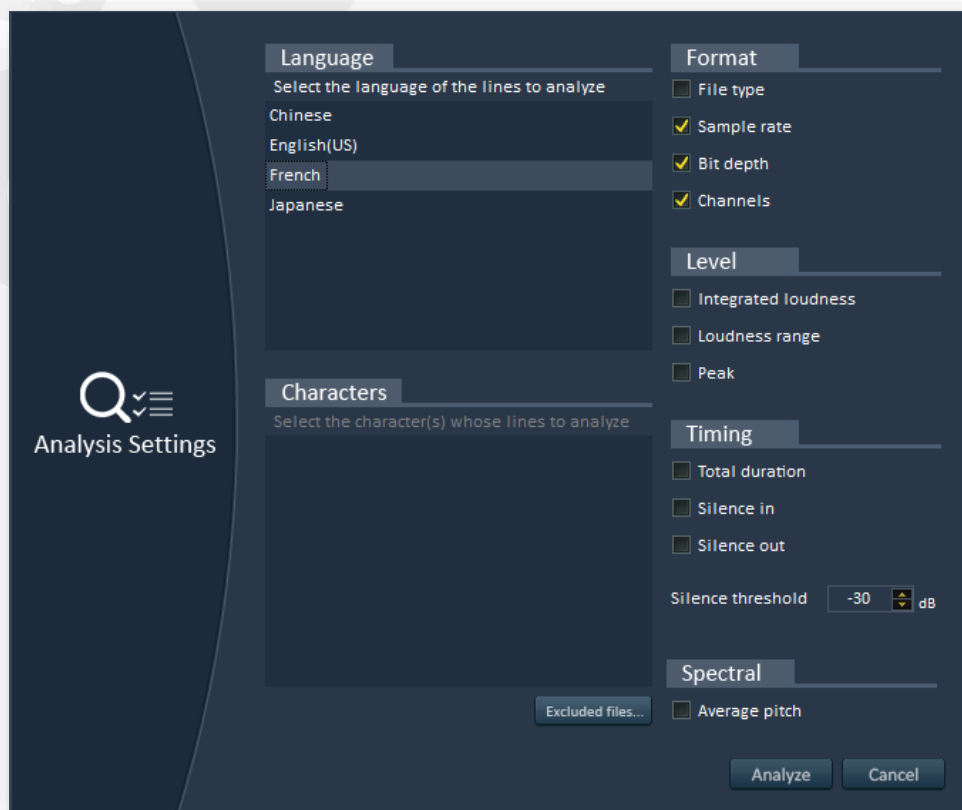 Analysis Settings
Language
Select the language of the lines to analyze
Chinese
English(US)
French
Japanese
Characters
Select the character(s) whose lines to analyze
Excluded files...
Format
File type
Sample rate
Bit depth
Channels
Level
Integrated loudness
Loudness range
Peak
Timing
Total duration
Silence in
Silence out
Silence threshold -30 dB
Spectral
Average pitch
Analyze Cancel